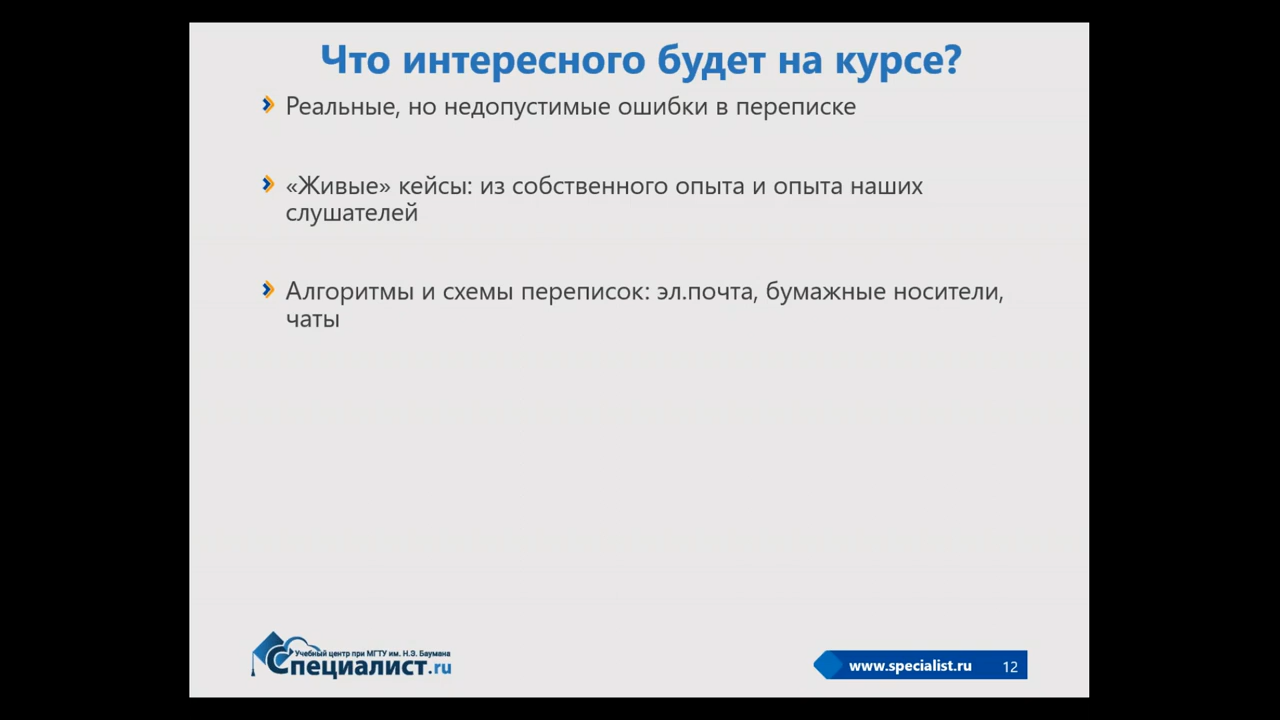 Что интересного будет на курсе?
Реальные, но недопустимые ошибки в переписке
«Живые» кейсы: из собственного опыта и опыта наших
слушателей
Алгоритмы и схемы переписок: эл.почта, бумажные носители,
чаты
Учебный центр при МГТУ им. Н.Э. Баумана
Специалист.ru
www.specialist.ru 12